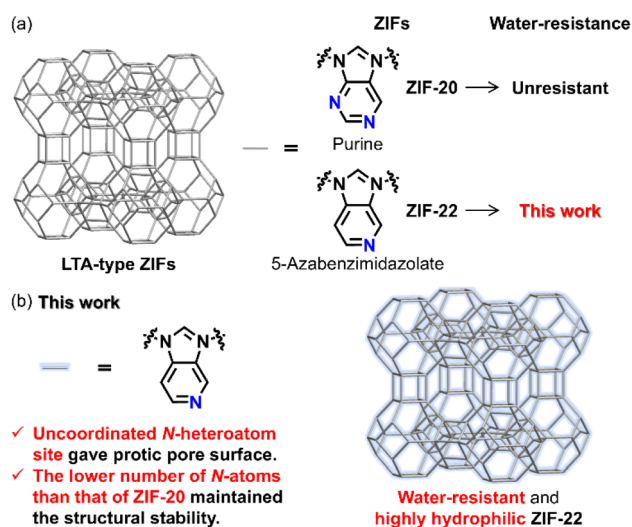 (a)
ZIFs Water-resistance
N N
N
N
ZIF-20 Unresistant
Purine
=
N N
N
ZIF-22 This work
5-Azabenzimidazolate
LTA-type ZIFs
(b) This work
=
N N
N
✓ Uncoordinated N-heteroatom
site gave protic pore surface.
✓ The lower number of N-atoms
than that of ZIF-20 maintained
the structural stability.
Water-resistant and
highly hydrophilic ZIF-22